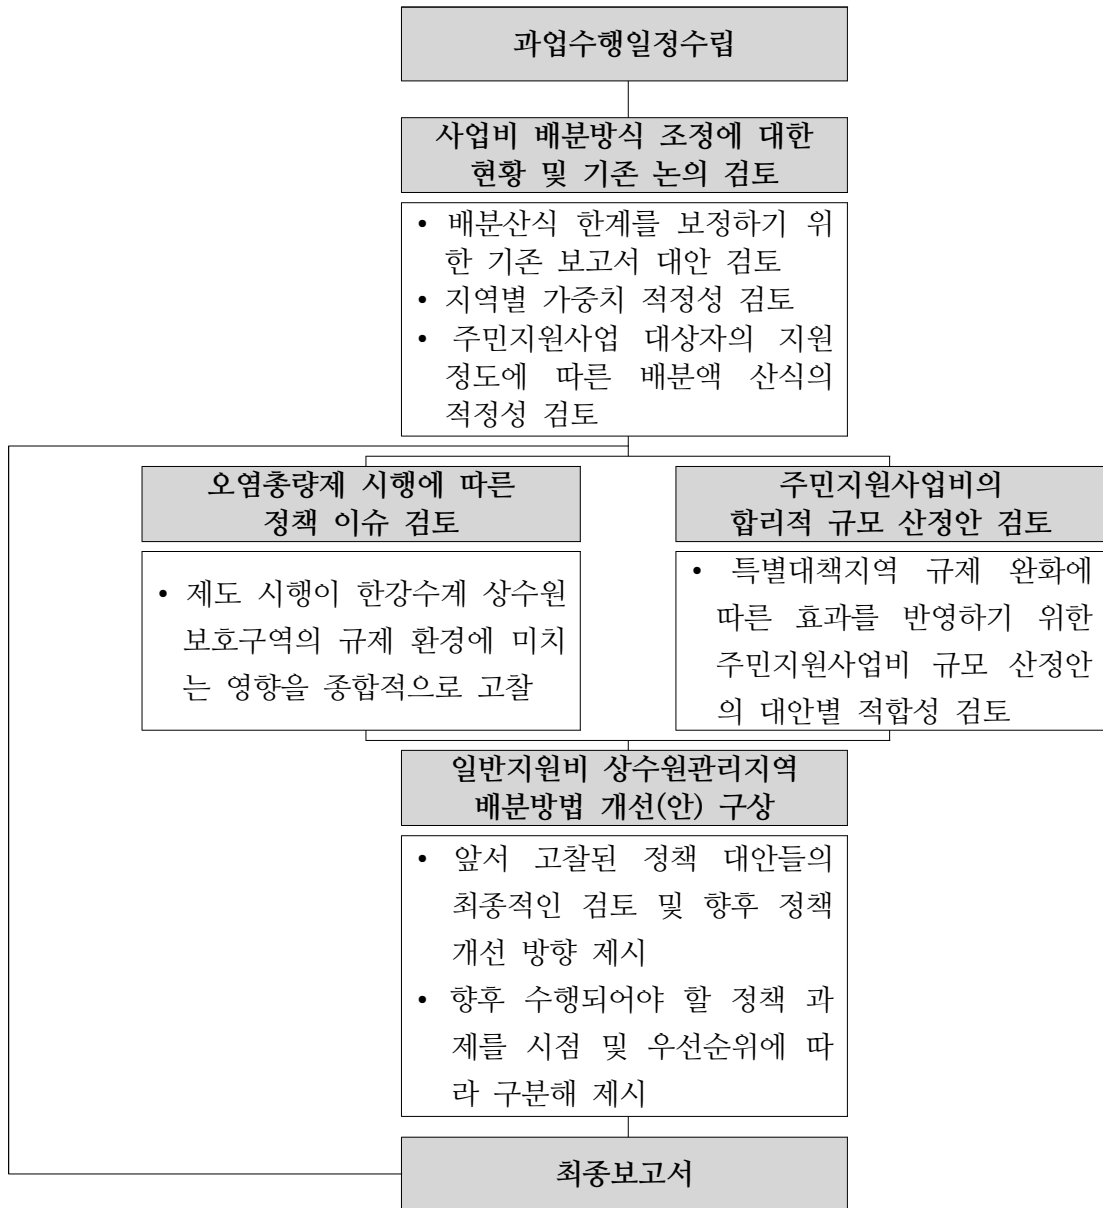 과업수행일정수립
사업비 배분방식 조정에 대한
현황 및 기존 논의 검토
• 배분산식 한계를 보정하기 위
한 기존 보고서 대안 검토
• 지역별 가중치 적정성 검토
• 주민지원사업 대상자의 지원
정도에 따른 배분액 산식의
적정성 검토
오염총량제 시행에 따른
정책 이슈 검토
• 제도 시행이 한강수계 상수원
보호구역의 규제 환경에 미치
는 영향을 종합적으로 고찰
주민지원사업비의
합리적 규모 산정안 검토
• 특별대책지역 규제 완화에
따른 효과를 반영하기 위한
주민지원사업비 규모 산정안
의 대안별 적합성 검토
일반지원비 상수원관리지역
배분방법 개선(안) 구상
• 앞서 고찰된 정책 대안들의
최종적인 검토 및 향후 정책
개선 방향 제시
• 향후 수행되어야 할 정책 과
제를 시점 및 우선순위에 따
라 구분해 제시
최종보고서